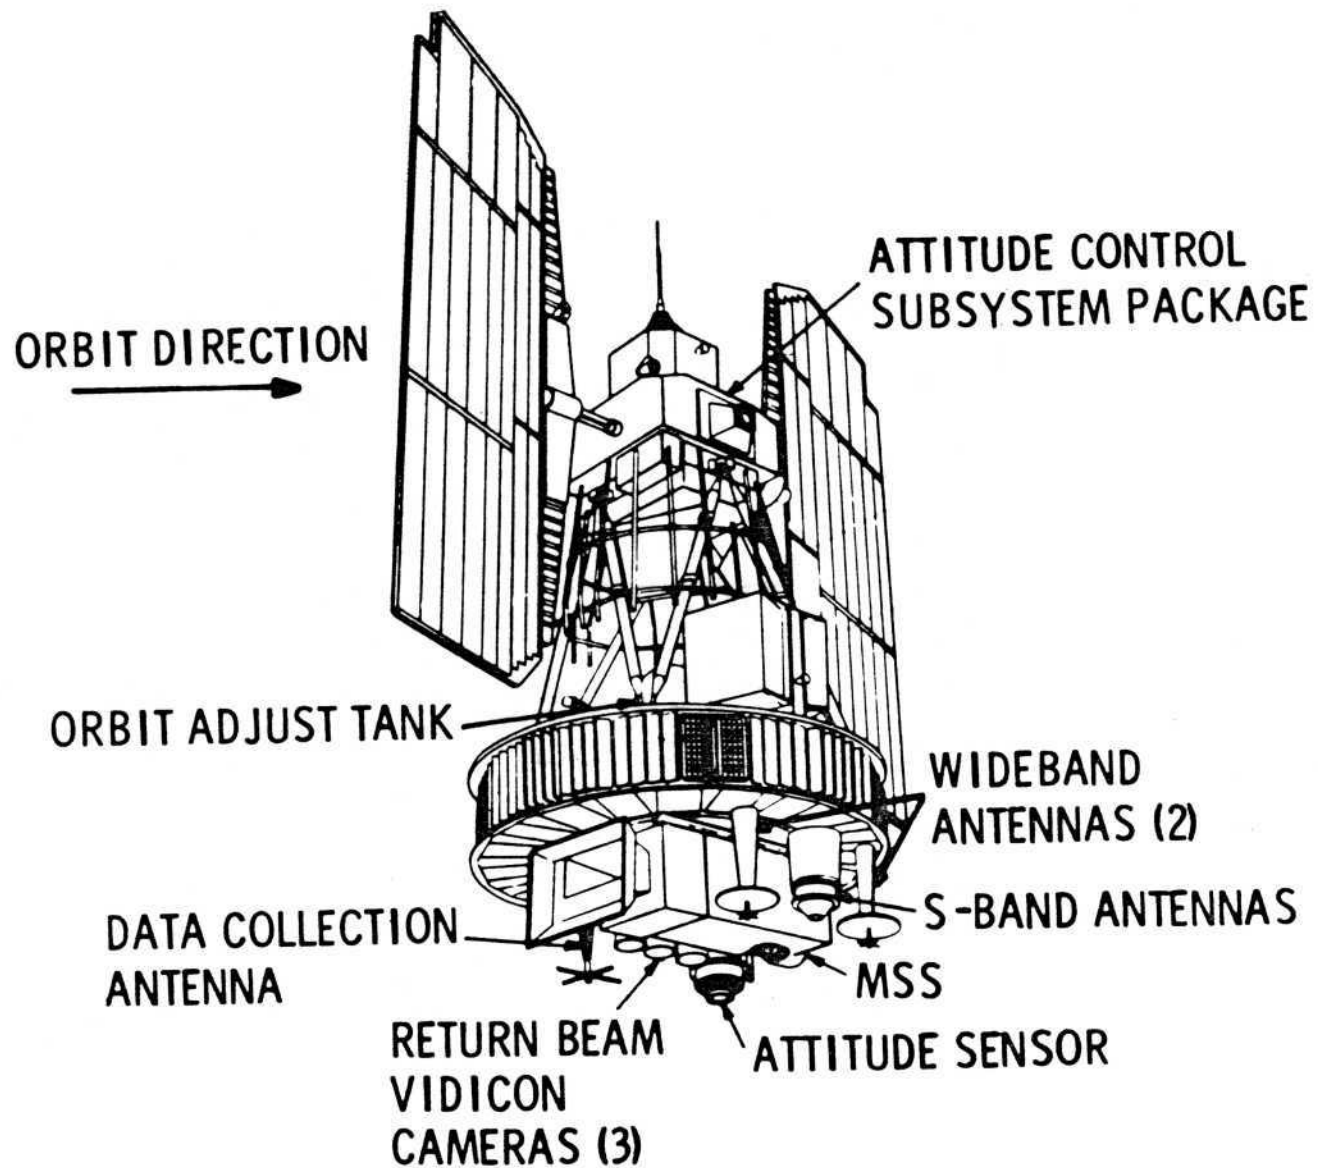 ATTITUDE CONTROL
SUBSYSTEM PACKAGE
ORBIT DIRECTION
ORBIT ADJUST TANK
WIDEBAND
ANTENNAS (2)
S-BAND ANTENNAS
DATA COLLECTION
ANTENNA
MSS
RETURN BEAM
VIDICON
CAMERAS (3)
ATTITUDE SENSOR